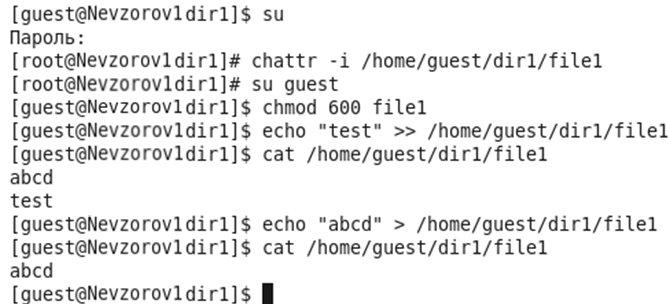 [guest@Nevzorov1dir1]$ su
Пароль:
[root@Nevzorov1dir1]# chattr -i /home/guest/dir1/file1
[root@Nevzorov1dir1]# su guest
[guest@Nevzorov1dir1]$ chmod 600 file1
[guest@Nevzorov1dir1]$ echo "test" >> /home/guest/dir1/file1
[guest@Nevzorov1dir1]$ cat /home/guest/dir1/file1
abcd
test
[guest@Nevzorov1dir1]$ echo "abcd" > /home/guest/dir1/file1
[guest@Nevzorov1dir1]$ cat /home/guest/dir1/file1
abcd
[guest@Nevzorov1dir1]$